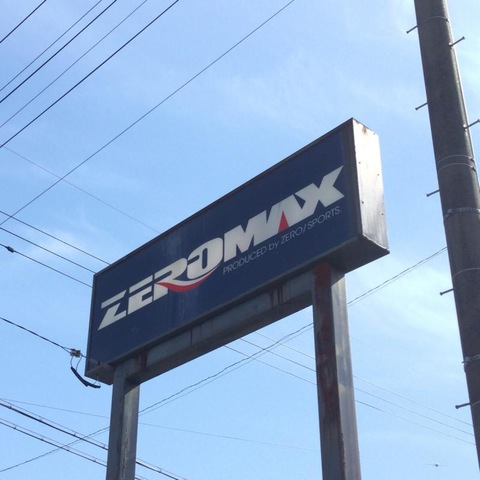 ZEROMAX
PRODUCED by ZERO/SPORTS